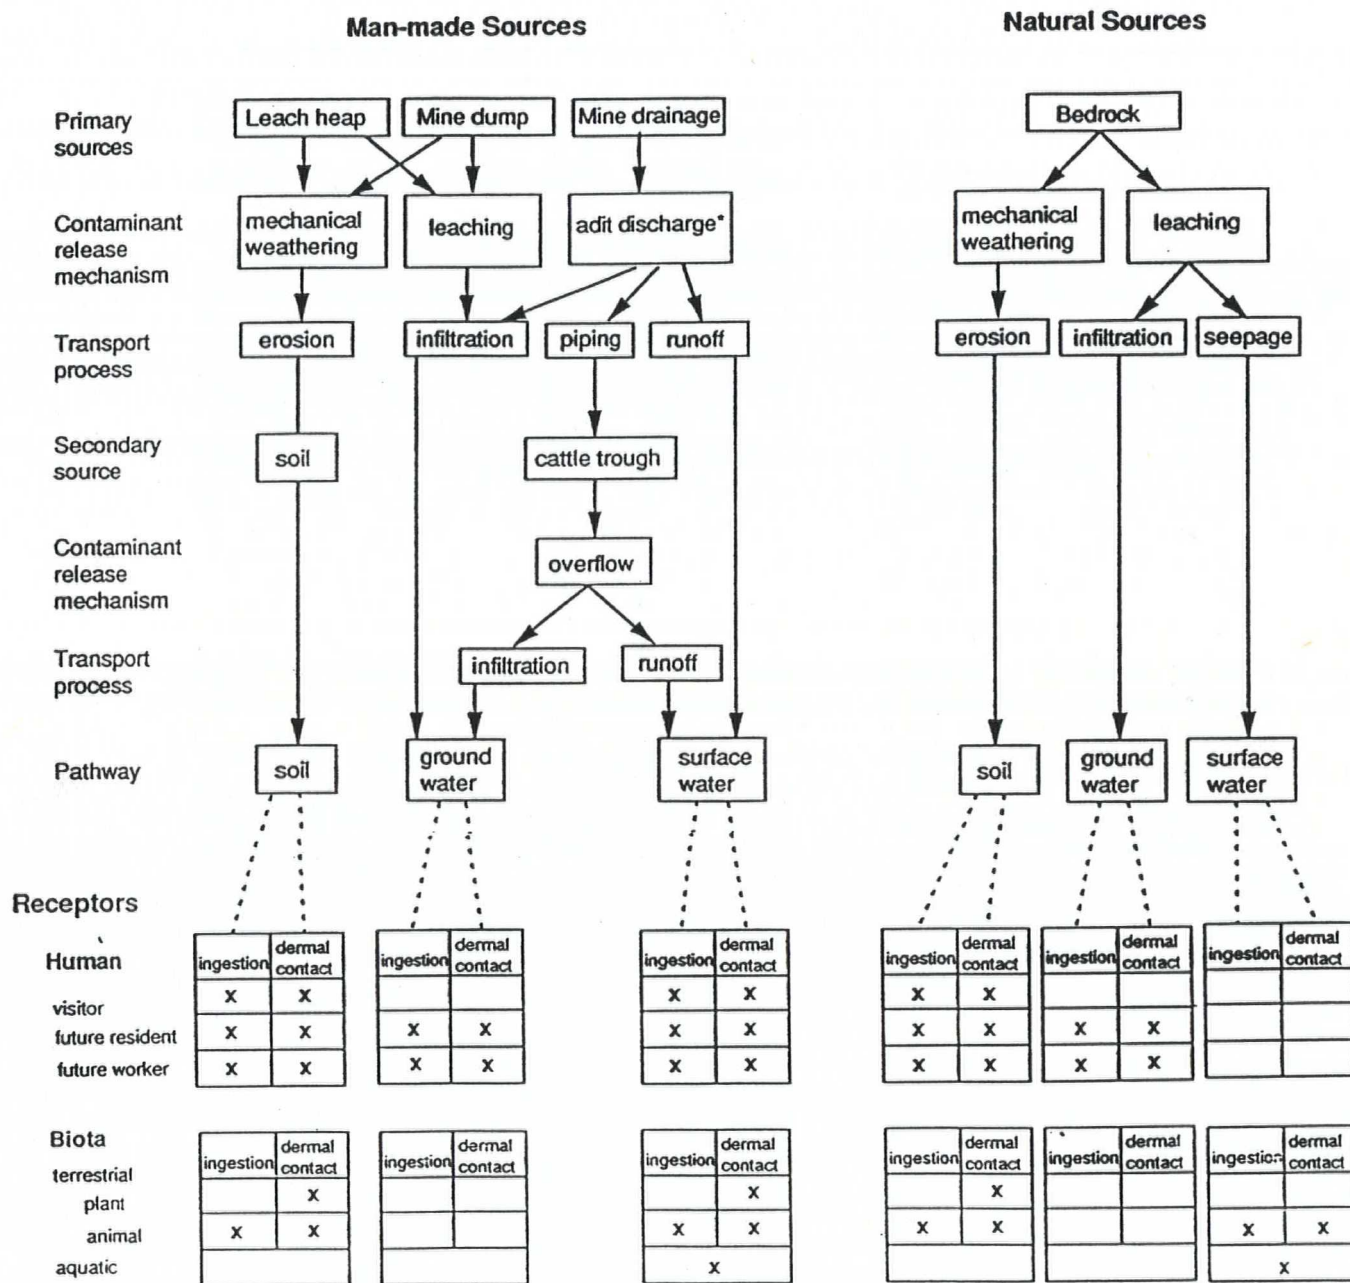 Man-made Sources
Natural Sources
Primary
sources
Leach heap
Mine dump
Mine drainage
Bedrock
Contaminant
release
mechanism
mechanical
weathering
leaching
adit discharge*
mechanical
weathering
leaching
Transport
process
erosion
infiltration
piping
runoff
erosion
infiltration
seepage
Secondary
source
soil
cattle trough
Contaminant
release
mechanism
overflow
Transport
process
infiltration
runoff
Pathway
soil
ground
water
surface
water
soil
ground
water
surface
water
Receptors
Human
ingestion
dermal
contact
ingestion
dermal
contact
ingestion
dermal
contact
ingestion
dermal
contact
ingestion
dermal
contact
ingestion
dermal
contact
visitor
x x x x x x
future resident
x x x x x x x x x x
future worker
x x x x x x x x x x
Biota
ingestion
dermal
contact
ingestion
dermal
contact
ingestion
dermal
contact
ingestion
dermal
contact
ingestion
dermal
contact
ingestion
dermal
contact
terrestrial
plant
x x x
animal
x x x x x x x x
aquatic
x x